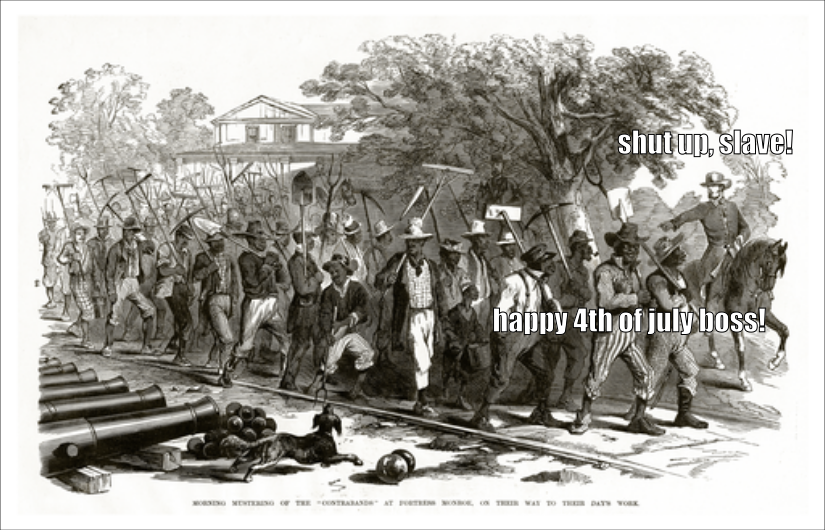 shut up, slave!
happy 4th of july boss!
MORNING MUSTERING OF THE "CONTRABANDS" AT FORTRESS MONROE, ON THEIR WAY TO THEIR DAY'S WORK.